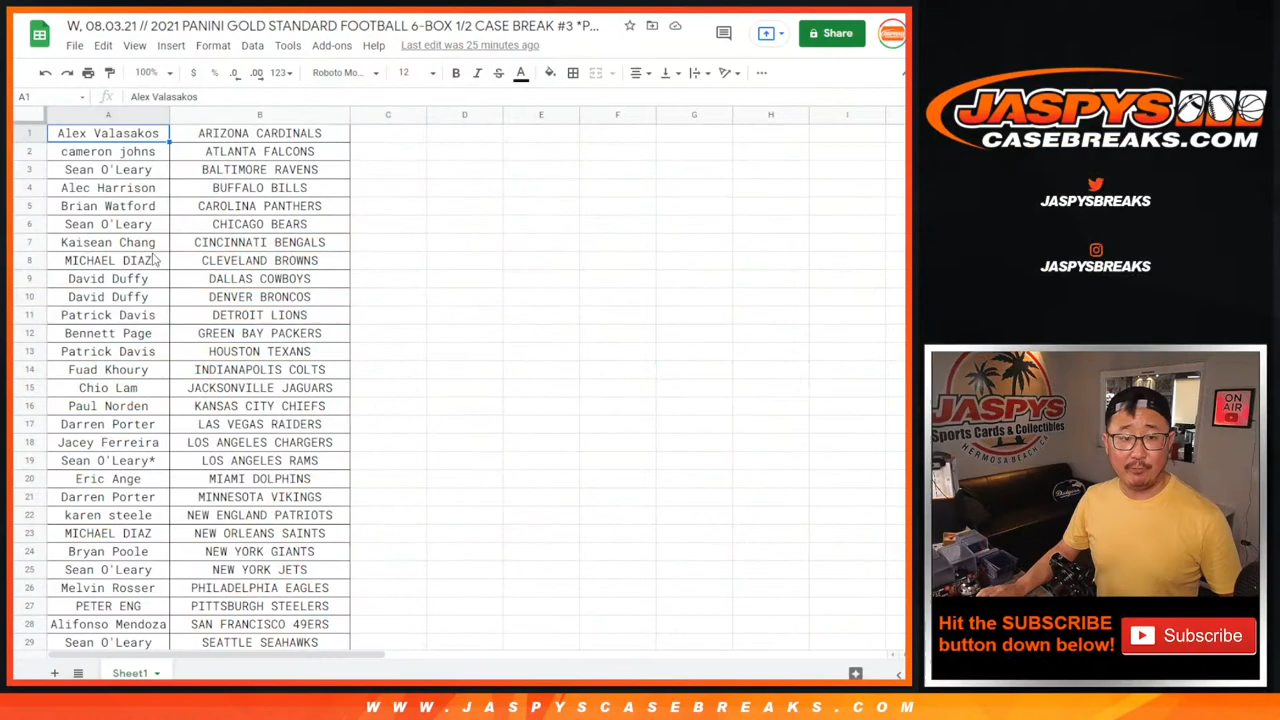 W, 08.03.21 // 2021 PANINI GOLD STANDARD FOOTBALL 6-BOX 1/2 CASE BREAK #3 *P...
Share
File Edit View Insert Format Data Tools Add-ons Help Last edit was 25 minutes ago
100% $ % .0 .00 123 Roboto Mo... 12 B I S A
A1 fx Alex Valasakos
A B C D E F G H I
1 Alex Valasakos ARIZONA CARDINALS
2 cameron johns ATLANTA FALCONS
3 Sean O'Leary BALTIMORE RAVENS
4 Alec Harrison BUFFALO BILLS
5 Brian Watford CAROLINA PANTHERS
6 Sean O'Leary CHICAGO BEARS
7 Kaisean Chang CINCINNATI BENGALS
8 MICHAEL DIAZ CLEVELAND BROWNS
9 David Duffy DALLAS COWBOYS
10 David Duffy DENVER BRONCOS
11 Patrick Davis DETROIT LIONS
12 Bennett Page GREEN BAY PACKERS
13 Patrick Davis HOUSTON TEXANS
14 Fuad Khoury INDIANAPOLIS COLTS
15 Chio Lam JACKSONVILLE JAGUARS
16 Paul Norden KANSAS CITY CHIEFS
17 Darren Porter LAS VEGAS RAIDERS
18 Jacey Ferreira LOS ANGELES CHARGERS
19 Sean O'Leary* LOS ANGELES RAMS
20 Eric Ange MIAMI DOLPHINS
21 Darren Porter MINNESOTA VIKINGS
22 karen steele NEW ENGLAND PATRIOTS
23 MICHAEL DIAZ NEW ORLEANS SAINTS
24 Bryan Poole NEW YORK GIANTS
25 Sean O'Leary NEW YORK JETS
26 Melvin Rosser PHILADELPHIA EAGLES
27 PETER ENG PITTSBURGH STEELERS
28 Alifonso Mendoza SAN FRANCISCO 49ERS
29 Sean O'Leary SEATTLE SEAHAWKS
Sheet1
JASPYS
CASEBREAKS.COM
JASPYSBREAKS
JASPYSBREAKS
JASPYS
Sports Cards & Collectibles
HERMOSA BEACH CA
ON
AIR
Dodgers
Hit the SUBSCRIBE
button down below!
Subscribe
WWW.JASPYSCASEBREAKS.COM